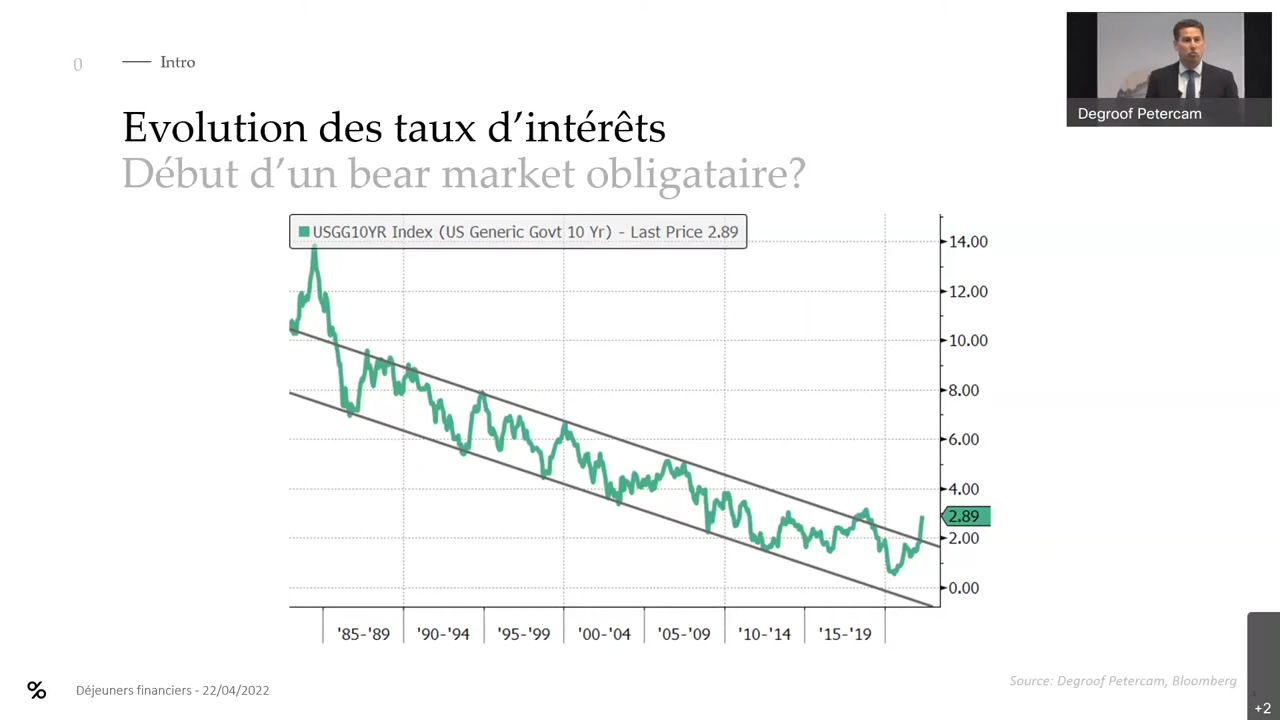 0
Intro
Evolution des taux d'intérêts
Début d'un bear market obligataire?
Degroof Petercam
USGG10YR Index (US Generic Govt 10 Yr) - Last Price 2.89
14.00
12.00
10.00
8.00
6.00
4.00
2.89
2.00
0.00
'85-'89
'90-'94
'95-'99
'00-'04
'05-'09
'10-'14
'15-'19
%
Déjeuners financiers - 22/04/2022
Source: Degroof Petercam, Bloomberg
4
+2